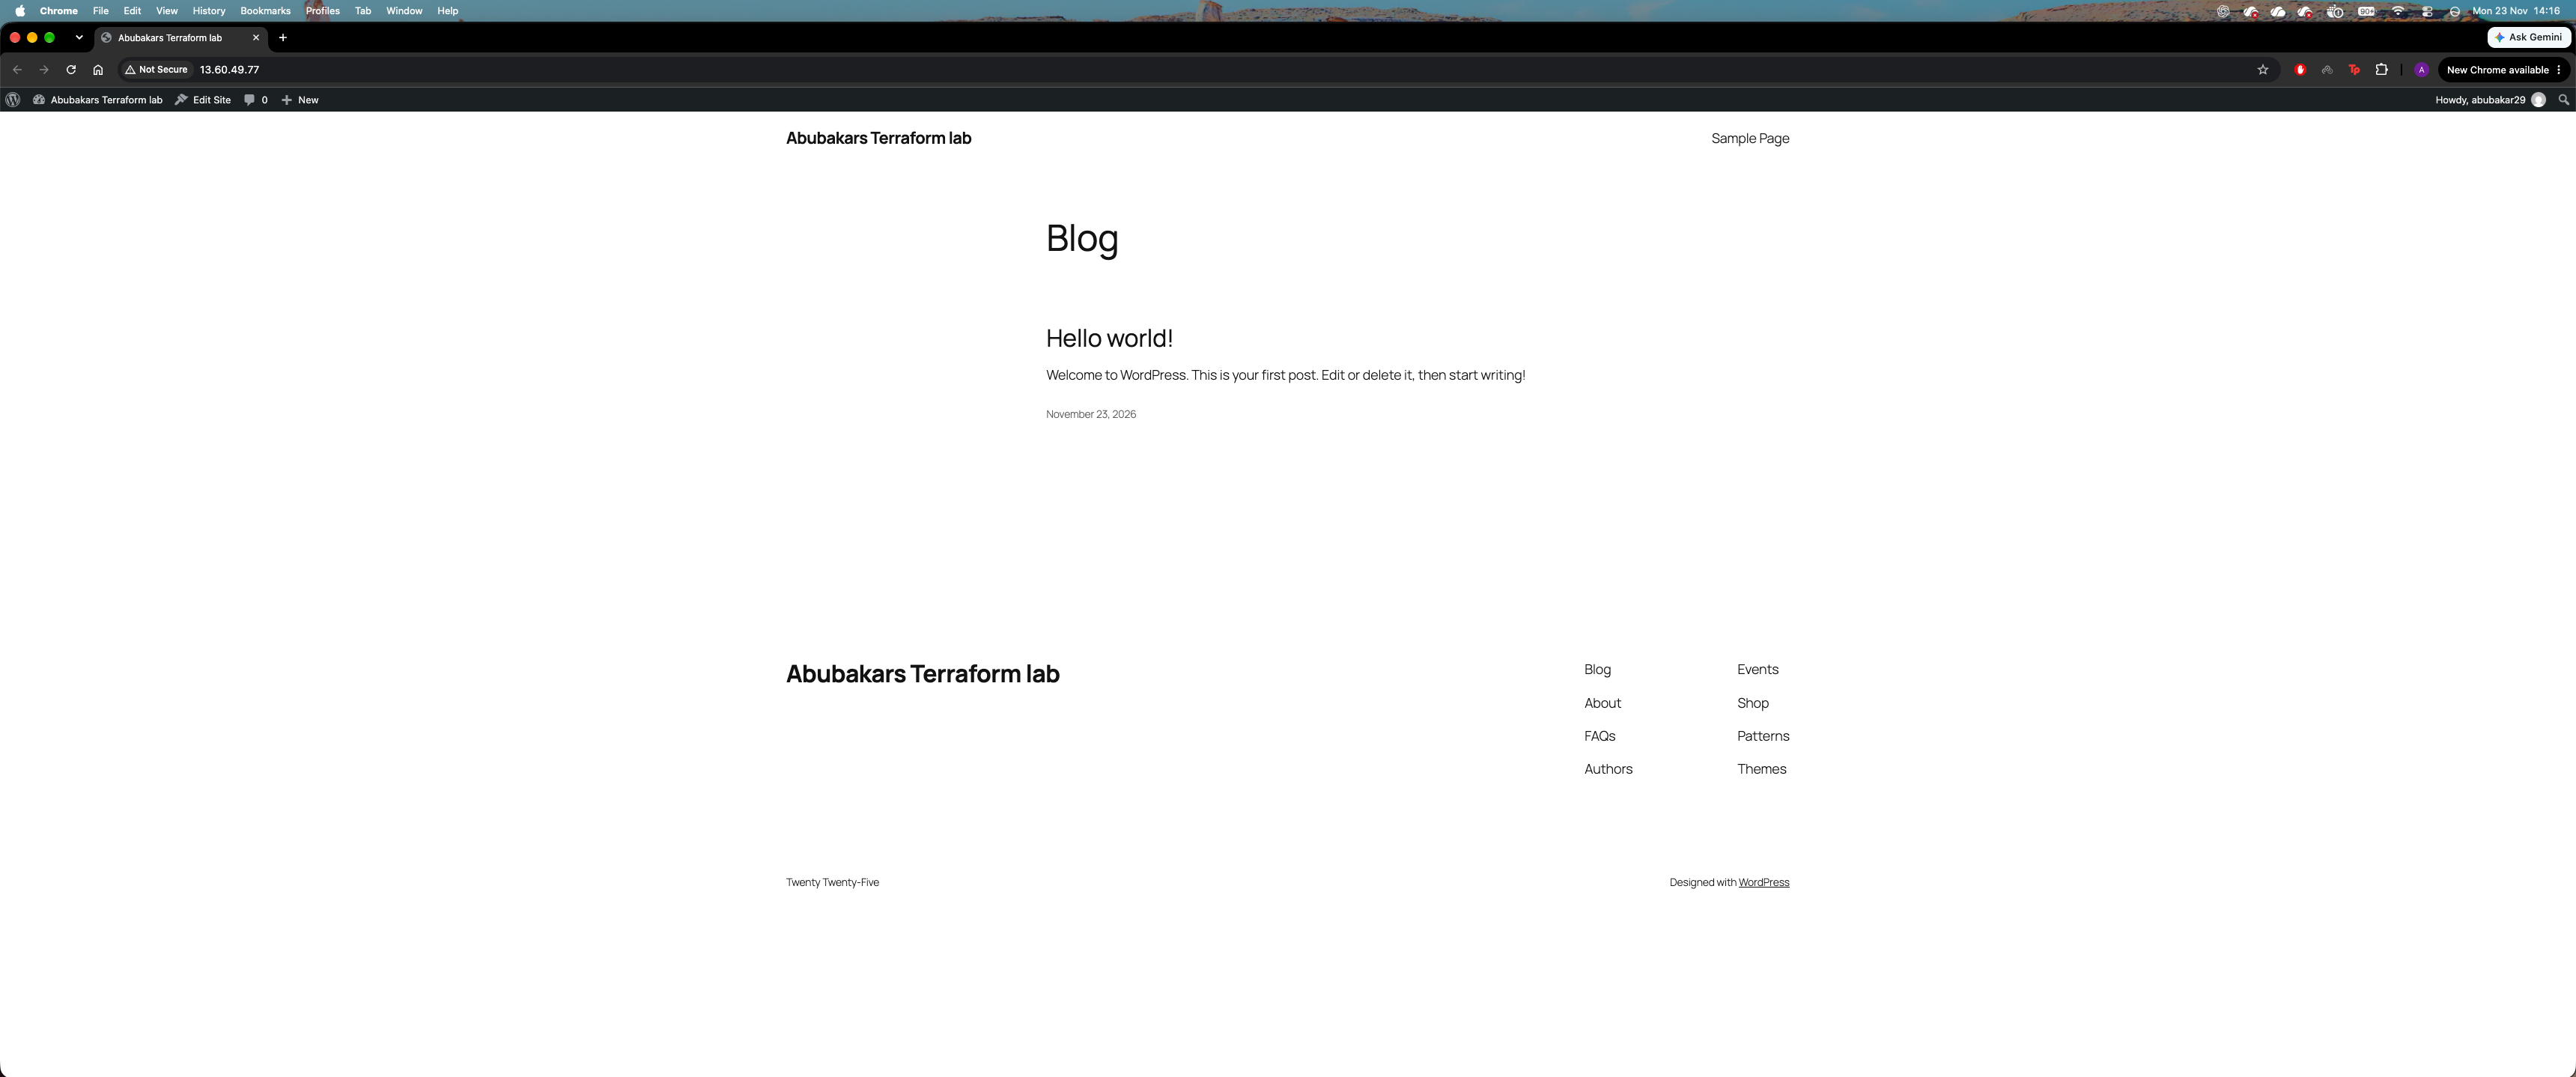 Chrome File Edit View History Bookmarks Profiles Tab Window Help 90+ Mon 23 Nov 14:16
Abubakars Terraform lab Ask Gemini
Not Secure 13.60.49.77 Tp A New Chrome available
Abubakars Terraform lab Edit Site 0 New Howdy, abubakar29
Abubakars Terraform lab Sample Page
Blog
Hello world!
Welcome to WordPress. This is your first post. Edit or delete it, then start writing!
November 23, 2026
Abubakars Terraform lab
Blog Events
About Shop
FAQs Patterns
Authors Themes
Twenty Twenty-Five Designed with WordPress